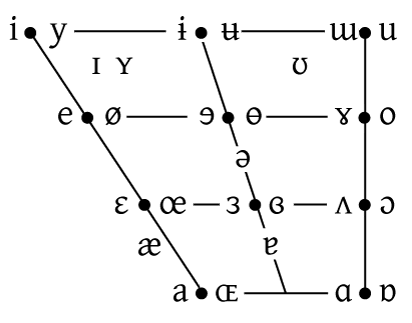 i y ɨ ʉ ɯ u
ɪ ʏ ʊ
e ø ɘ ɵ ɤ o
ə
ɛ œ ɜ ɞ ʌ ɔ
æ ɐ
a ɶ ɑ ɒ